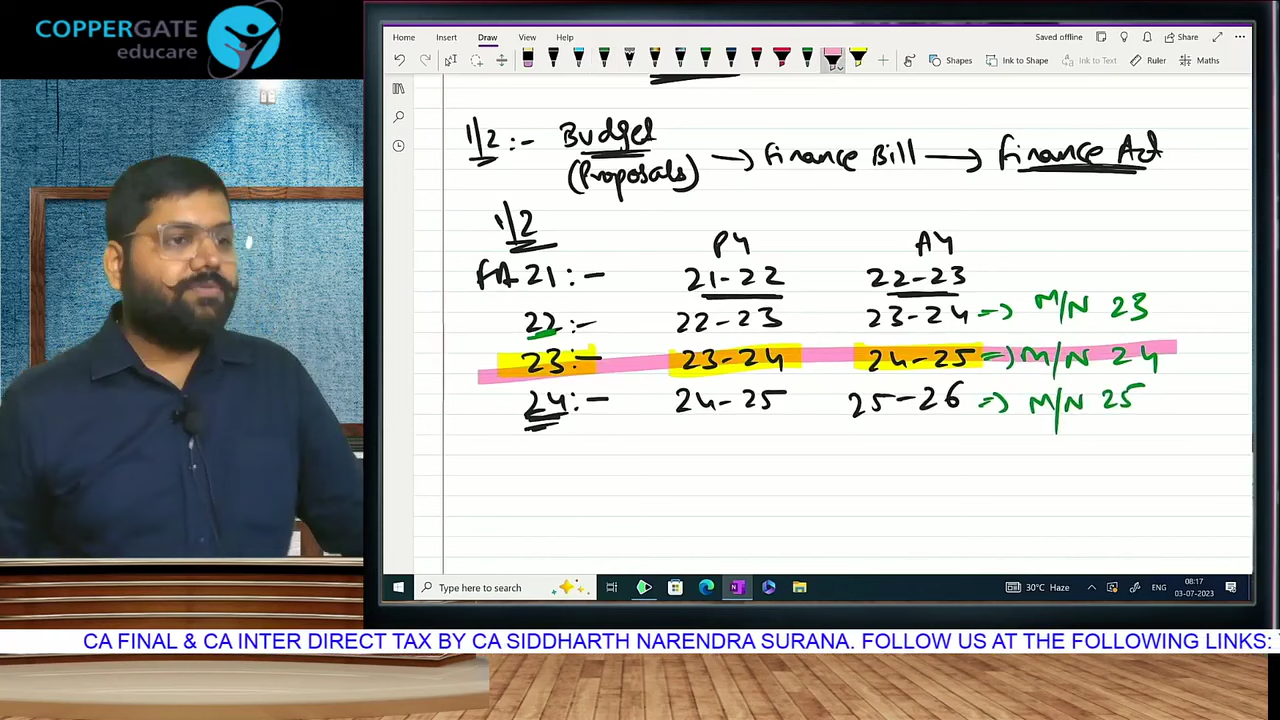 COPPERGATE
educare
Home Insert Draw View Help
Saved offline
Share
Shapes Ink to Shape Ink to Text Ruler Maths
1/2 :- Budget → Finance Bill → Finance Act
(Proposals)
1/2
PY AY
FA 21 :- 21-22 22-23
22 :- 22-23 23-24 => M/N 23
23 :- 23-24 24-25 => M/N 24
24 :- 24-25 25-26 => M/N 25
Type here to search
30°C Haze
ENG
08:17
03-07-2023
CA FINAL & CA INTER DIRECT TAX BY CA SIDDHARTH NARENDRA SURANA. FOLLOW US AT THE FOLLOWING LINKS: